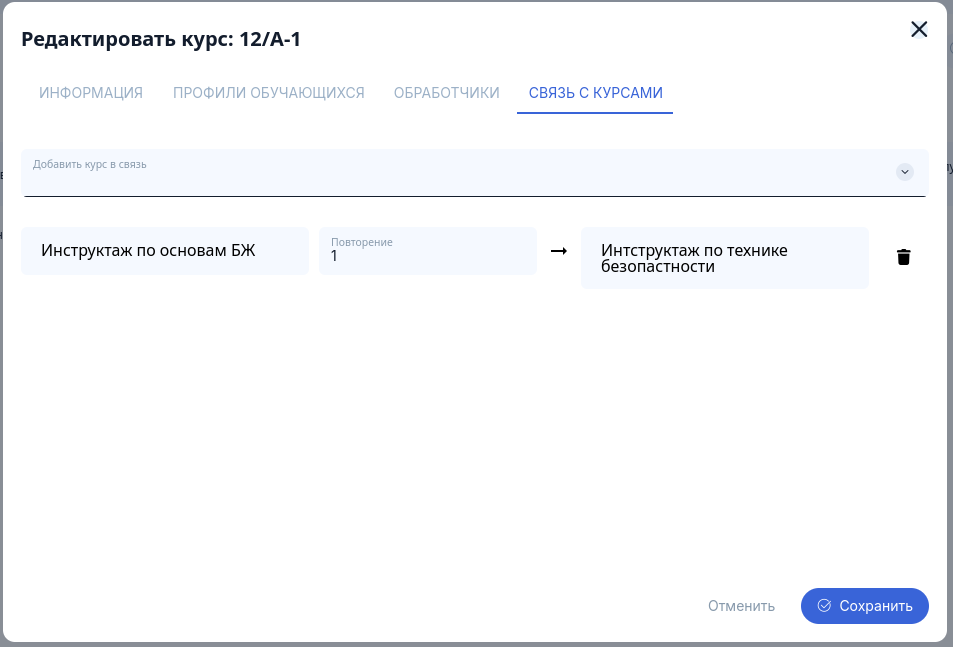 Редактировать курс: 12/А-1
ИНФОРМАЦИЯ ПРОФИЛИ ОБУЧАЮЩИХСЯ ОБРАБОТЧИКИ СВЯЗЬ С КУРСАМИ
Добавить курс в связь
Инструктаж по основам БЖ
Повторение
1
Интструктаж по технике
безопастности
Отменить Сохранить